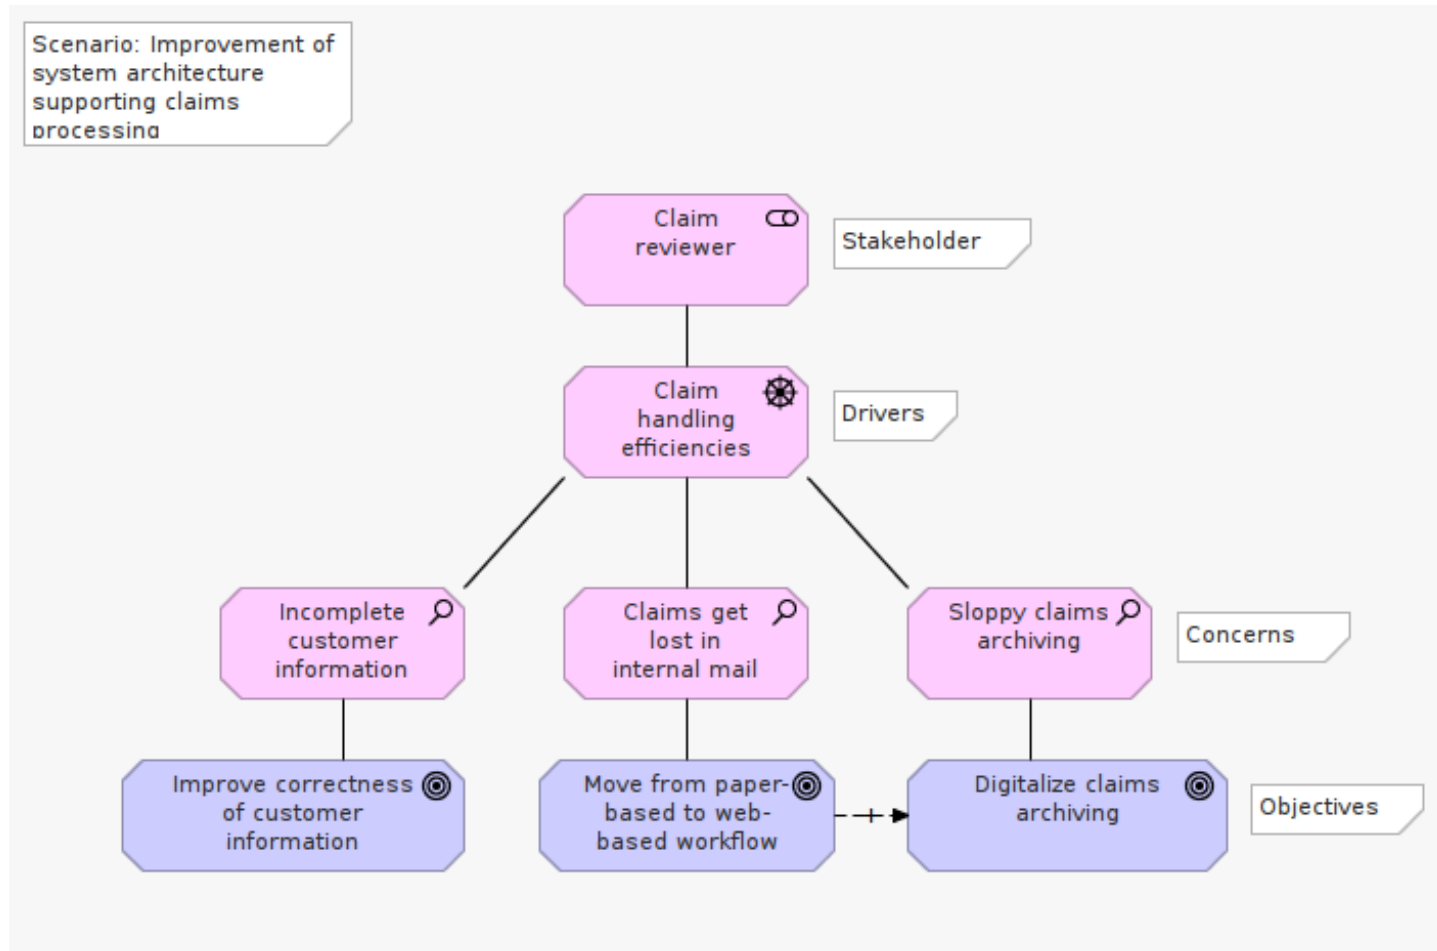 Scenario: Improvement of
system architecture
supporting claims
processing
Claim
reviewer
Stakeholder
Claim
handling
efficiencies
Drivers
Incomplete
customer
information
Claims get
lost in
internal mail
Sloppy claims
archiving
Concerns
Improve correctness
of customer
information
Move from paper-
based to web-
based workflow
Digitalize claims
archiving
Objectives